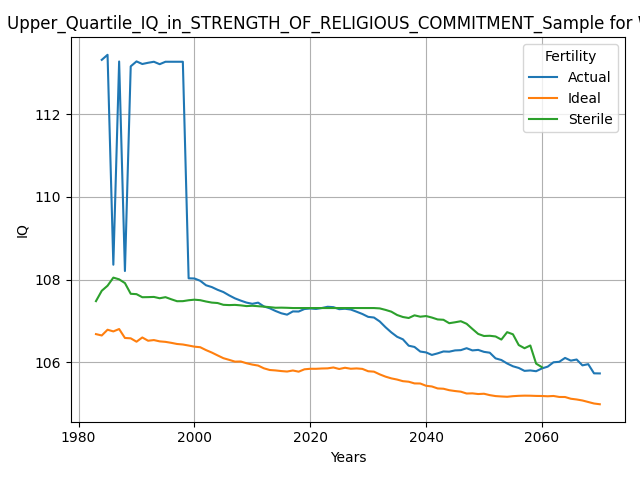 Upper_Quartile_IQ_in_STRENGTH_OF_RELIGIOUS_COMMITMENT_Sample for
Fertility
Actual
Ideal
Sterile
112
110
108
106
IQ
1980
2000
2020
2040
2060
Years